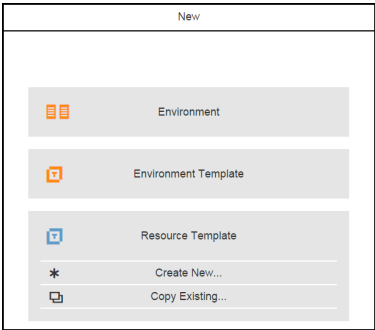 New
Environment
Environment Template
Resource Template
Create New...
Copy Existing...